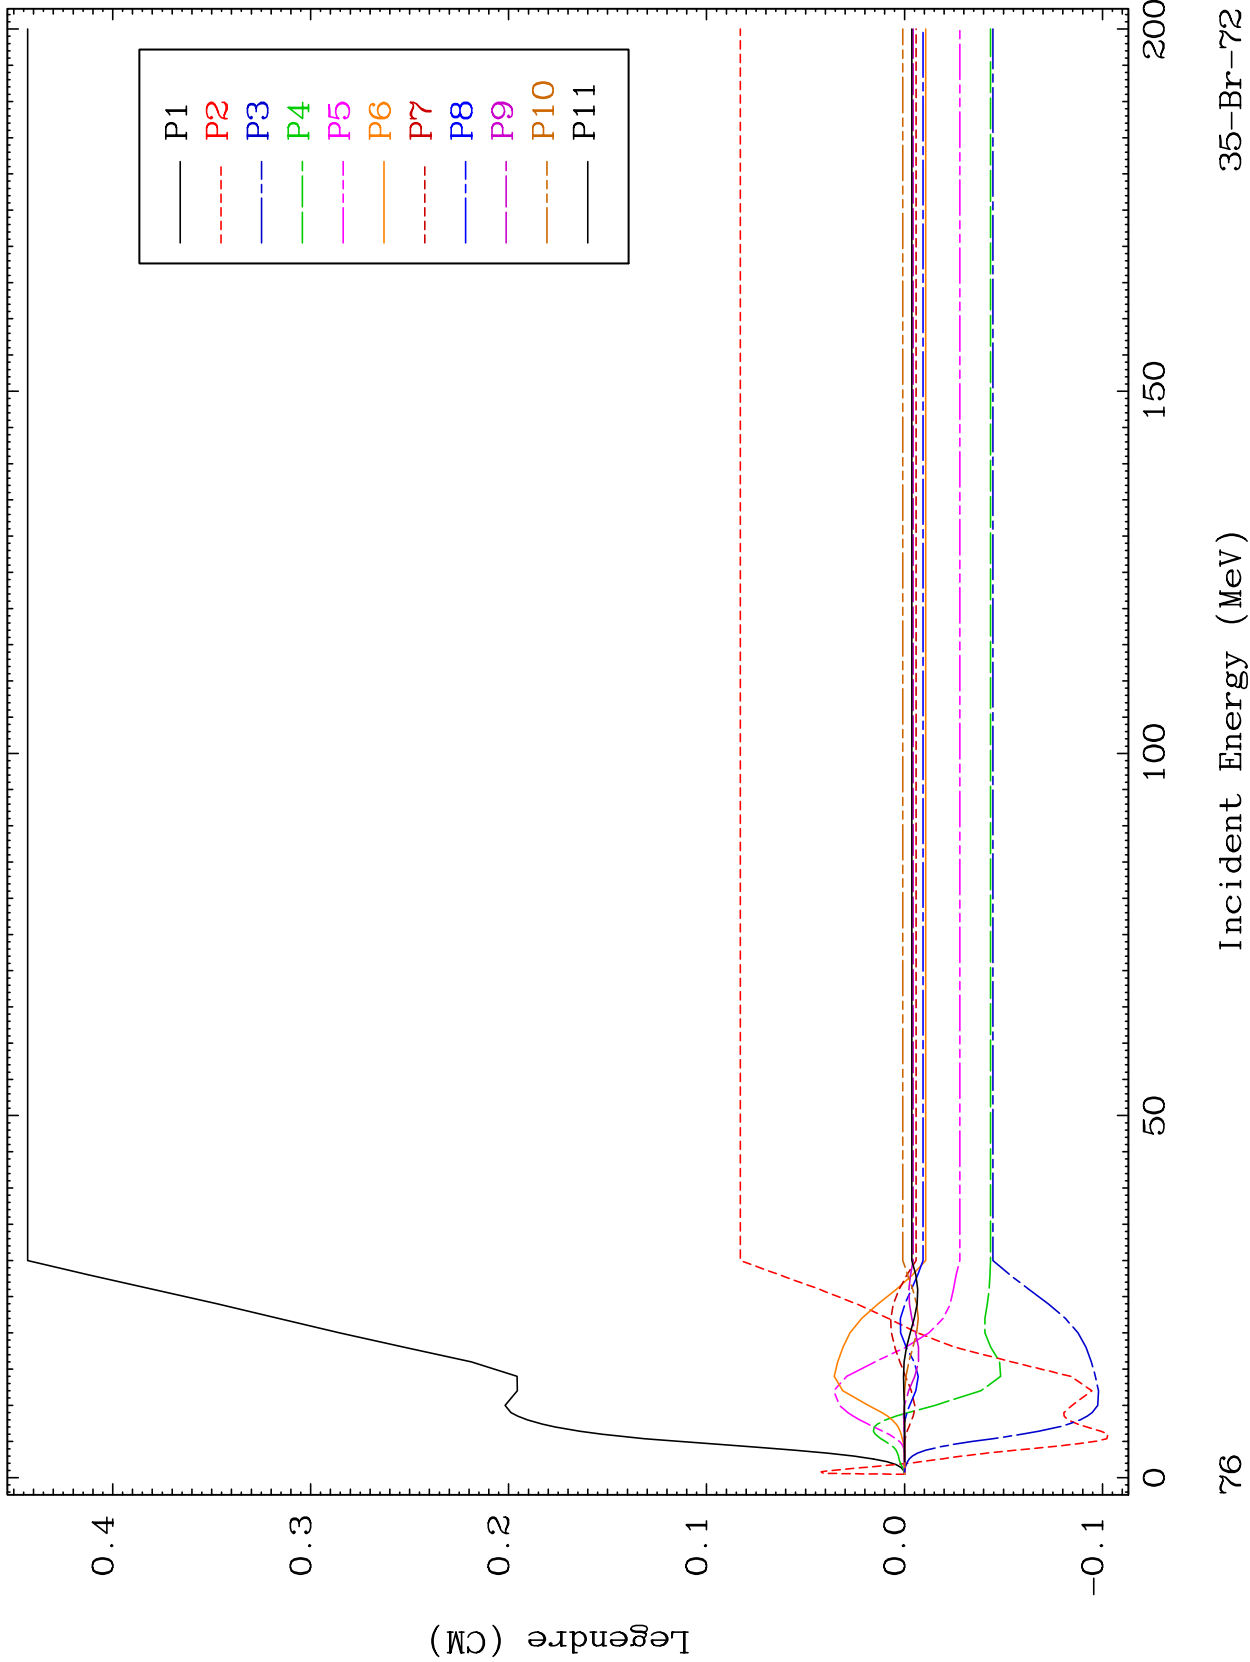 P1
P2
P3
P4
P5
P6
P7
P8
P9
P10
P11
Legendre (CM)
0.4
0.3
0.2
0.1
0.0
-0.1
0
50
100
150
200
Incident Energy (MeV)
76
35-Br-72